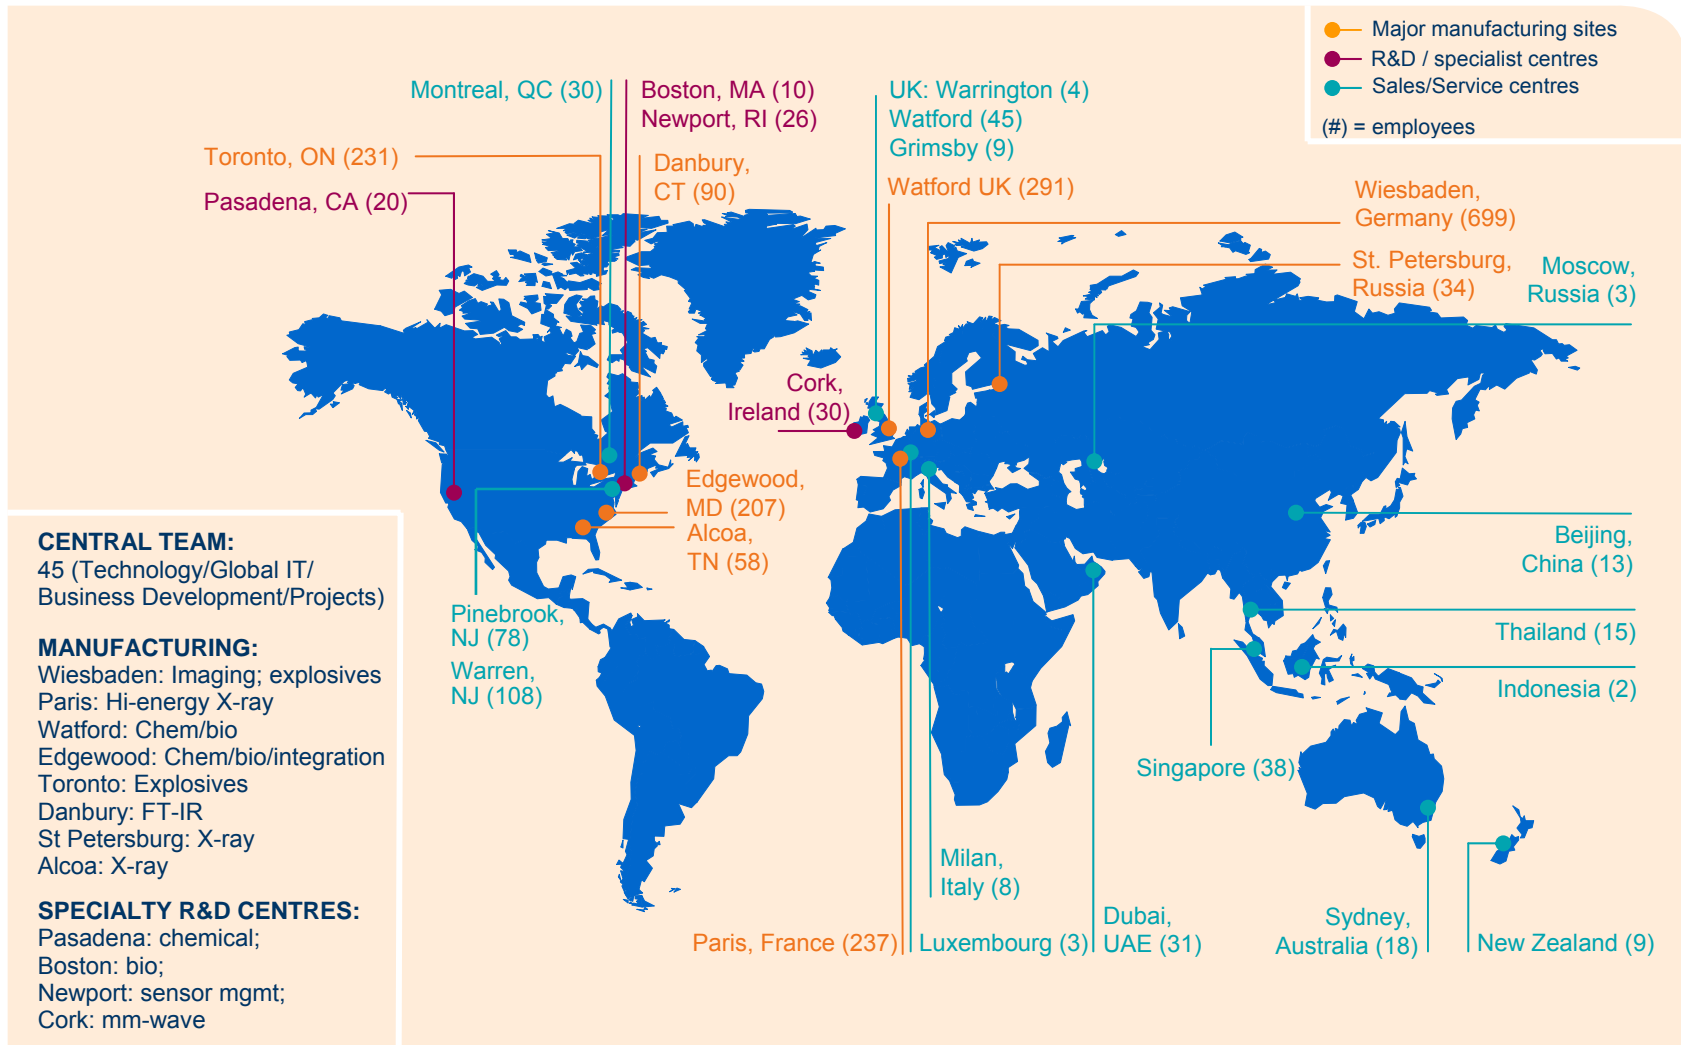 Major manufacturing sites
R&D / specialist centres
Sales/Service centres
(#) = employees
Montreal, QC (30)
Boston, MA (10)
Newport, RI (26)
UK: Warrington (4)
Watford (45)
Grimsby (9)
Toronto, ON (231)
Danbury,
CT (90)
Pasadena, CA (20)
Watford UK (291)
Wiesbaden,
Germany (699)
St. Petersburg,
Russia (34)
Moscow,
Russia (3)
Cork,
Ireland (30)
Edgewood,
MD (207)
Alcoa,
TN (58)
Pinebrook,
NJ (78)
Warren,
NJ (108)
Beijing,
China (13)
Thailand (15)
Indonesia (2)
Singapore (38)
Milan,
Italy (8)
Paris, France (237)
Luxembourg (3)
Dubai,
UAE (31)
Sydney,
Australia (18)
New Zealand (9)
CENTRAL TEAM:
45 (Technology/Global IT/
Business Development/Projects)
MANUFACTURING:
Wiesbaden: Imaging; explosives
Paris: Hi-energy X-ray
Watford: Chem/bio
Edgewood: Chem/bio/integration
Toronto: Explosives
Danbury: FT-IR
St Petersburg: X-ray
Alcoa: X-ray
SPECIALTY R&D CENTRES:
Pasadena: chemical;
Boston: bio;
Newport: sensor mgmt;
Cork: mm-wave